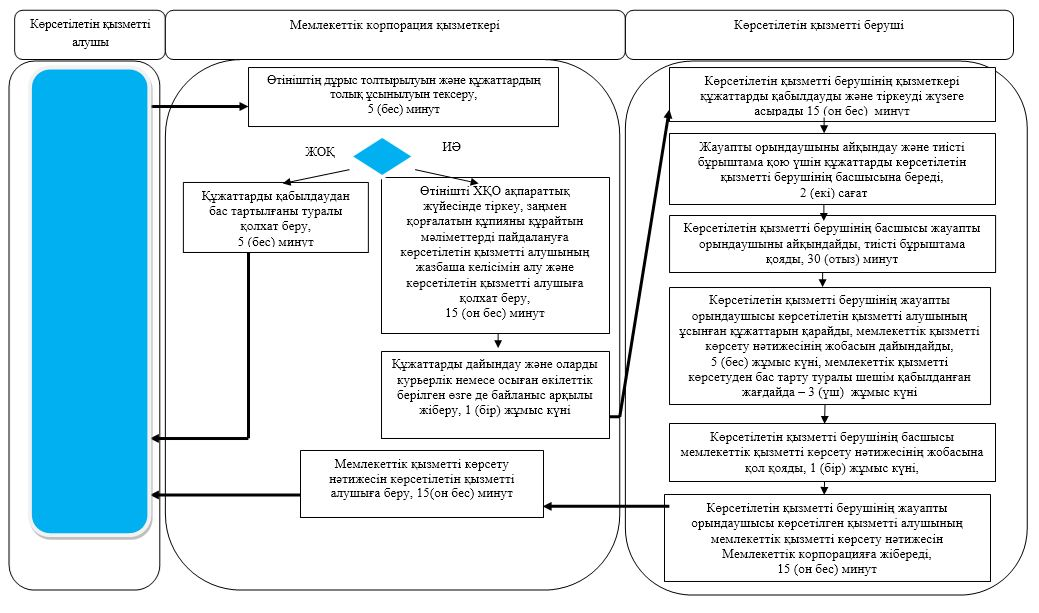 Көрсетілетін қызметті
алушы
Мемлекеттік корпорация қызметкері
Көрсетілетін қызметті беруші
Өтініштің дұрыс толтырылуын және құжаттардың
толық ұсынылуын тексеру,
5 (бес) минут
ЖОҚ
ИӘ
Құжаттарды қабылдаудан
бас тартылғаны туралы
қолхат беру,
5 (бес) минут
Өтінішті ХҚО ақпараттық
жүйесінде тіркеу, заңмен
қорғалатын құпияны құрайтын
мәліметтерді пайдалануға
көрсетілетін қызметті алушының
жазбаша келісімін алу және
көрсетілетін қызметті алушыға
қолхат беру,
15 (он бес) минут
Құжаттарды дайындау және оларды
курьерлік немесе осыған өкілеттік
берілген өзге де байланыс арқылы
жіберу, 1 (бір) жұмыс күні
Мемлекеттік қызметті көрсету
нәтижесін көрсетілетін қызметті
алушыға беру, 15(он бес) минут
Көрсетілетін қызметті берушінің қызметкері
құжаттарды қабылдауды және тіркеуді жүзеге
асырады 15 (он бес) минут
Жауапты орындаушыны айқындау және тиісті
бұрыштама қою үшін құжаттарды көрсетілетін
қызметті берушінің басшысына береді,
2 (екі) сағат
Көрсетілетін қызметті берушінің басшысы жауапты
орындаушыны айқындайды, тиісті бұрыштама
қояды, 30 (отыз) минут
Көрсетілетін қызметті берушінің жауапты
орындаушысы көрсетілетін қызметті алушының
ұсынған құжаттарын қарайды, мемлекеттік қызметті
көрсету нәтижесінің жобасын дайындайды,
5 (бес) жұмыс күні, мемлекеттік қызметті
көрсетуден бас тарту туралы шешім қабылданған
жағдайда – 3 (үш) жұмыс күні
Көрсетілетін қызметті берушінің басшысы
мемлекеттік қызметті көрсету нәтижесінің жобасына
қол қояды, 1 (бір) жұмыс күні,
Көрсетілетін қызметті берушінің жауапты
орындаушысы көрсетілген қызметті алушының
мемлекеттік қызметті көрсету нәтижесін
Мемлекеттік корпорацияға жібереді,
15 (он бес) минут